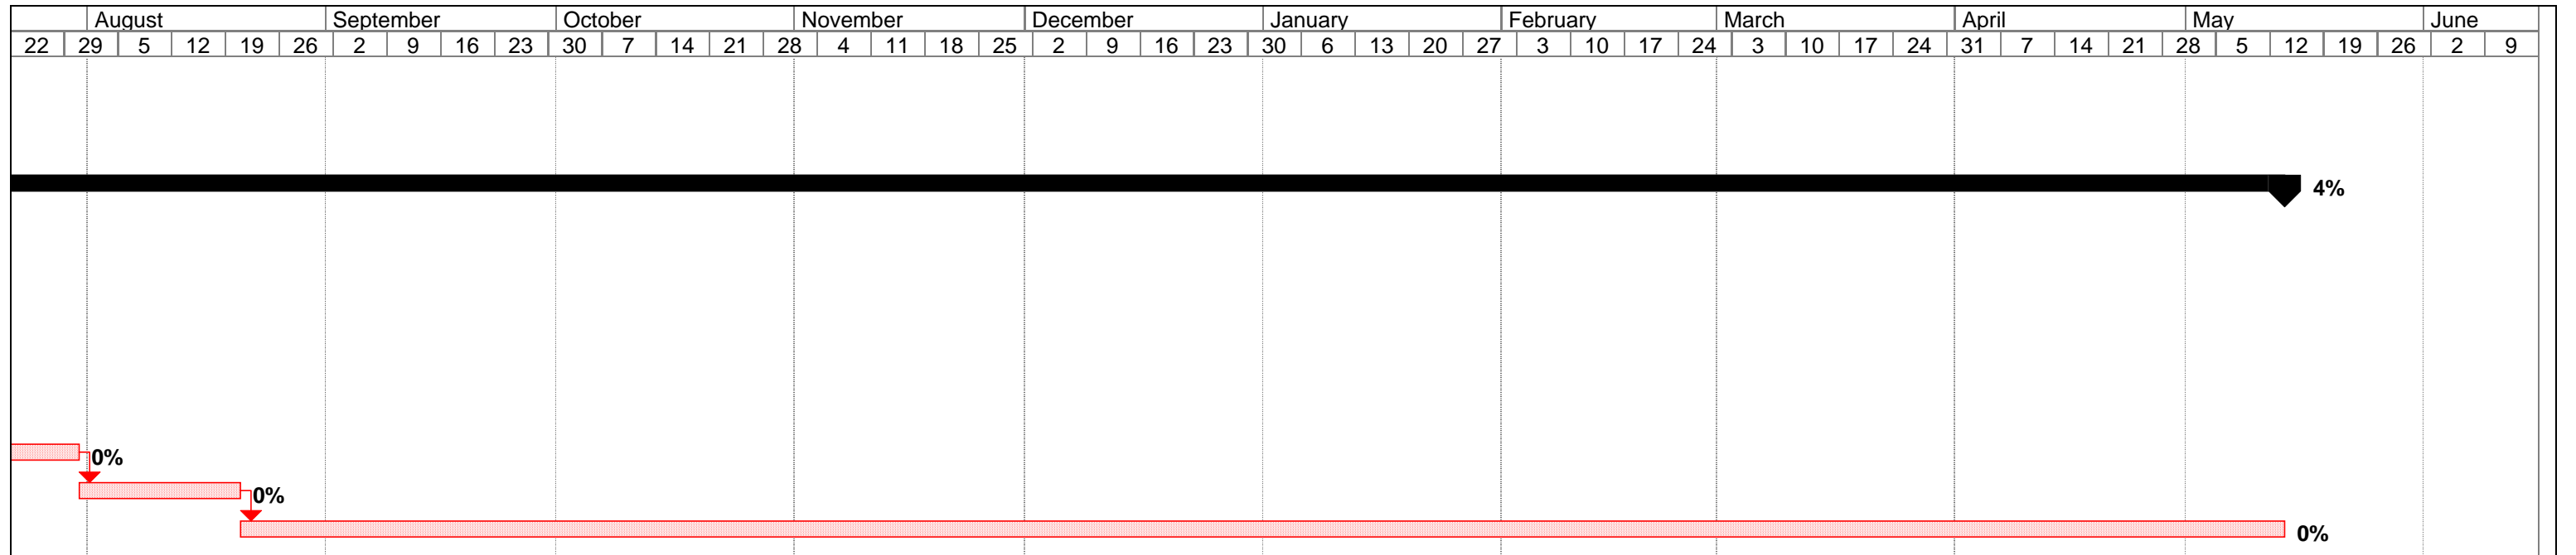 August September October November December January February March April May June
22 29 5 12 19 26 2 9 16 23 30 7 14 21 28 4 11 18 25 2 9 16 23 30 6 13 20 27 3 10 17 24 3 10 17 24 31 7 14 21 28 5 12 19 26 2 9
4%
0%
0%
0%